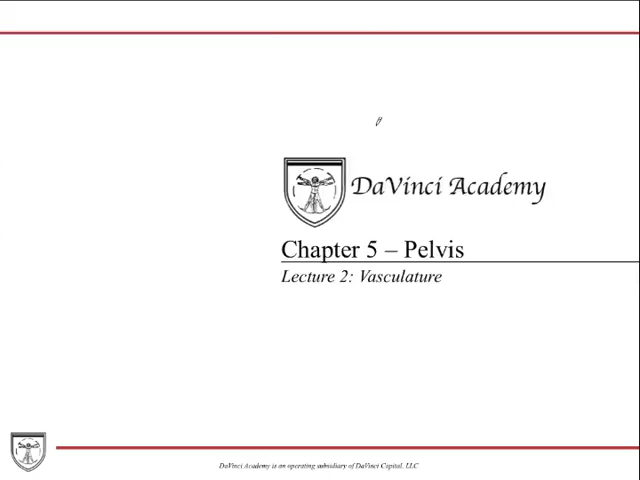 DaVinci Academy
Chapter 5 – Pelvis
Lecture 2: Vasculature
DaVinci Academy is an operating subsidiary of DaVinci Capital, LLC